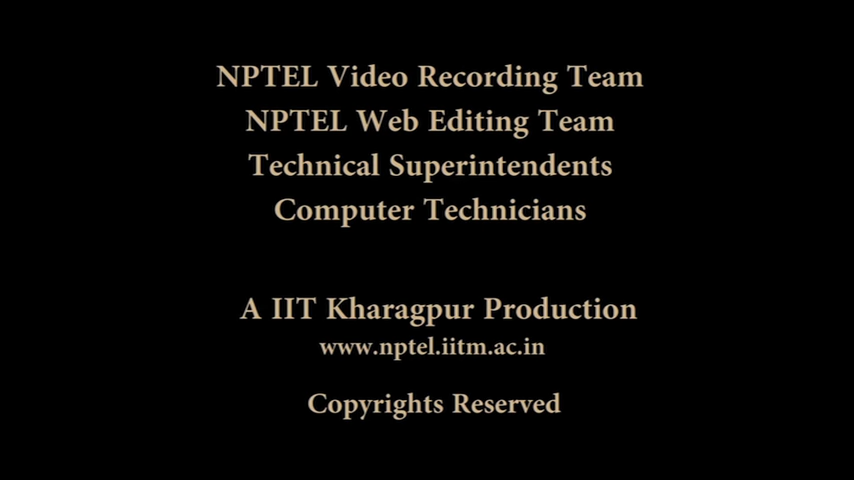 NPTEL Video Recording Team
NPTEL Web Editing Team
Technical Superintendents
Computer Technicians
A IIT Kharagpur Production
www.nptel.iitm.ac.in
Copyrights Reserved